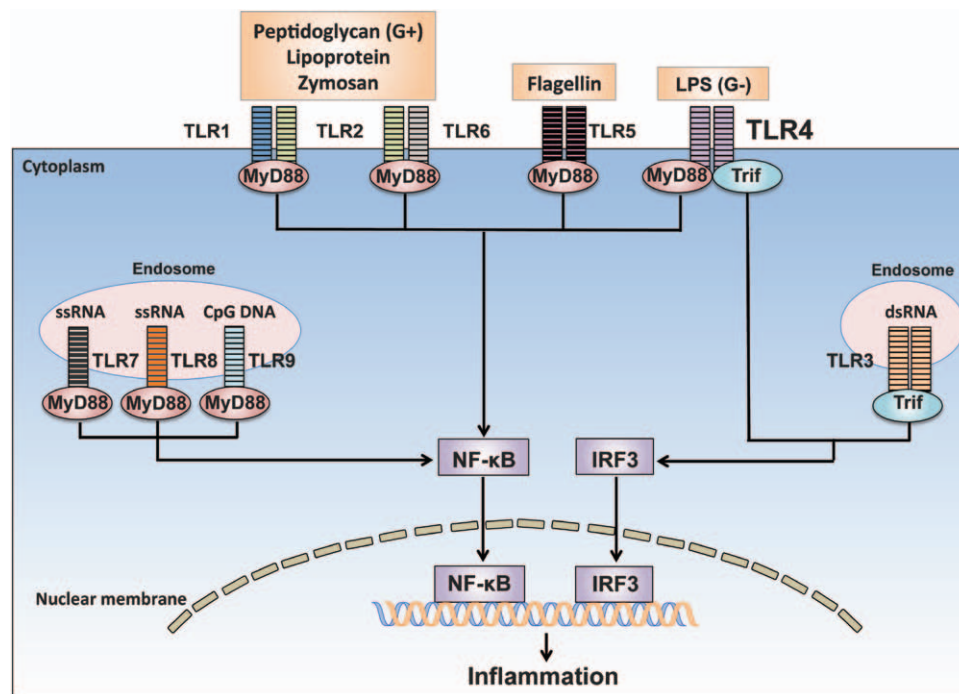 Peptidoglycan (G+)
Lipoprotein
Zymosan
Flagellin
LPS (G-)
TLR1
TLR2
TLR6
TLR5
TLR4
Cytoplasm
MyD88
MyD88
MyD88
MyD88
Trif
Endosome
ssRNA
ssRNA
CpG DNA
TLR7
TLR8
TLR9
MyD88
MyD88
MyD88
Endosome
dsRNA
TLR3
Trif
NF-κB
IRF3
Nuclear membrane
NF-κB
IRF3
Inflammation